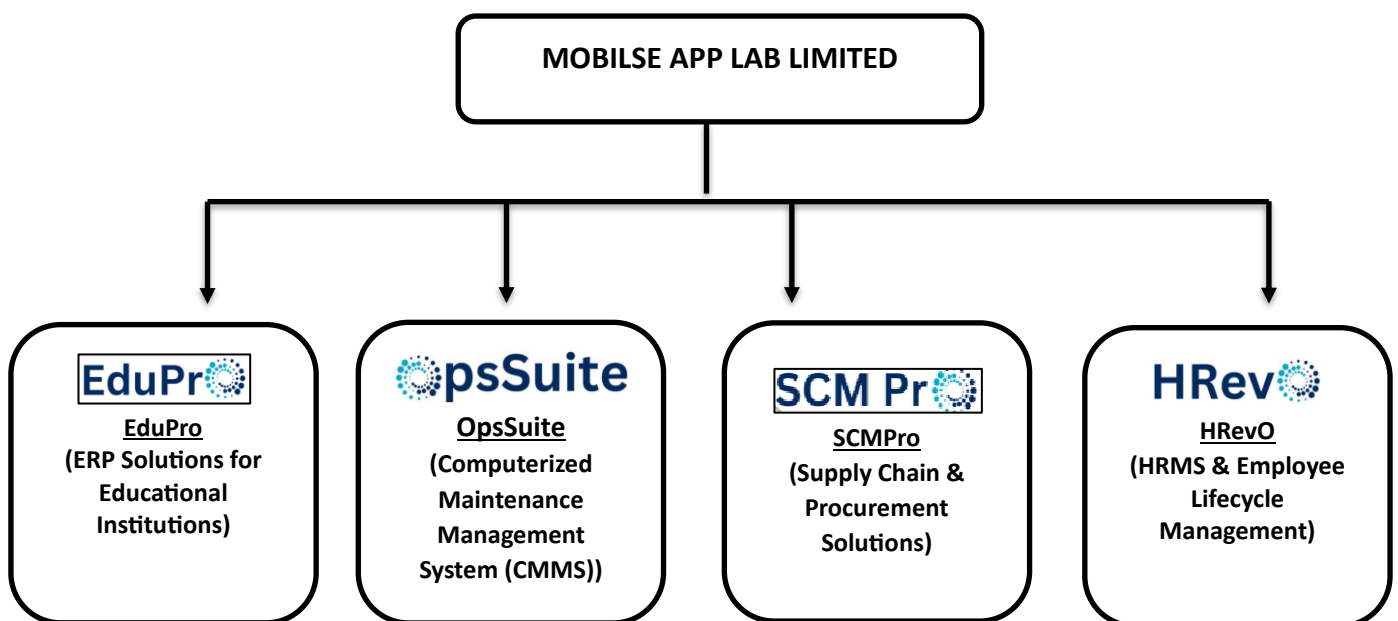 MOBILSE APP LAB LIMITED
EduPro
EduPro
(ERP Solutions for
Educational
Institutions)
OpsSuite
OpsSuite
(Computerized
Maintenance
Management
System (CMMS))
SCM Pro
SCMPro
(Supply Chain &
Procurement
Solutions)
HRevO
HRevO
(HRMS & Employee
Lifecycle
Management)